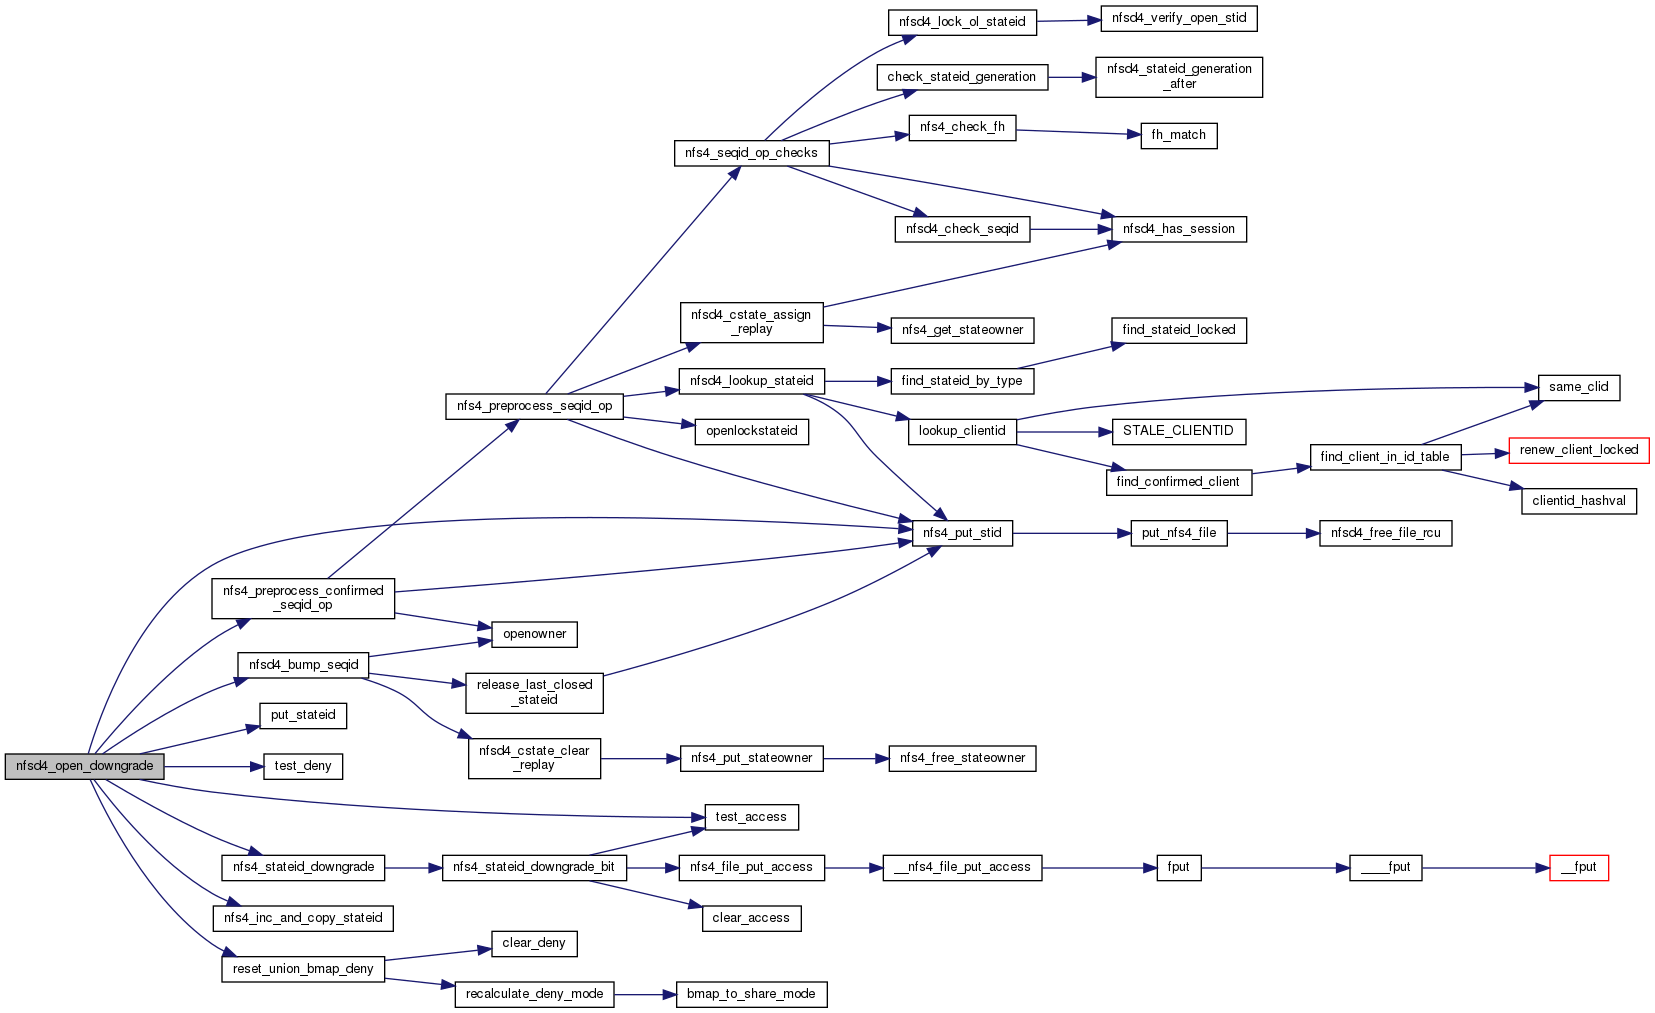 nfsd4_lock_ol_stateid
nfsd4_verify_open_stid
check_stateid_generation
nfsd4_stateid_generation
_after
nfs4_check_fh
fh_match
nfs4_seqid_op_checks
nfsd4_check_seqid
nfsd4_has_session
nfsd4_cstate_assign
_replay
nfs4_get_stateowner
find_stateid_locked
nfsd4_lookup_stateid
find_stateid_by_type
same_clid
nfs4_preprocess_seqid_op
openlockstateid
lookup_clientid
STALE_CLIENTID
find_client_in_id_table
renew_client_locked
find_confirmed_client
clientid_hashval
nfs4_put_stid
put_nfs4_file
nfsd4_free_file_rcu
nfs4_preprocess_confirmed
_seqid_op
openowner
nfsd4_bump_seqid
release_last_closed
_stateid
put_stateid
nfsd4_open_downgrade
test_deny
nfsd4_cstate_clear
_replay
nfs4_put_stateowner
nfs4_free_stateowner
test_access
nfs4_stateid_downgrade
nfs4_stateid_downgrade_bit
nfs4_file_put_access
__nfs4_file_put_access
fput
____fput
__fput
nfs4_inc_and_copy_stateid
clear_access
clear_deny
reset_union_bmap_deny
recalculate_deny_mode
bmap_to_share_mode